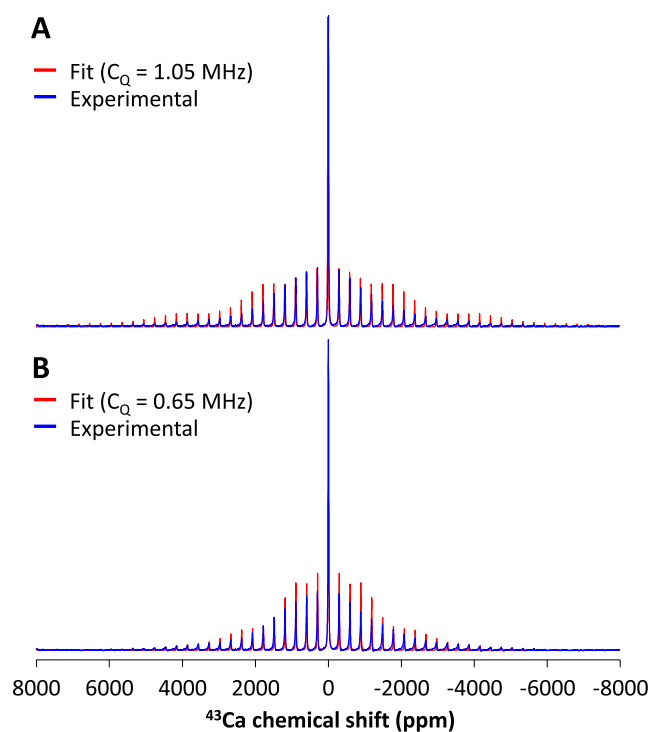 A
Fit (CQ = 1.05 MHz)
Experimental
B
Fit (CQ = 0.65 MHz)
Experimental
8000 6000 4000 2000 0 -2000 -4000 -6000 -8000
43Ca chemical shift (ppm)